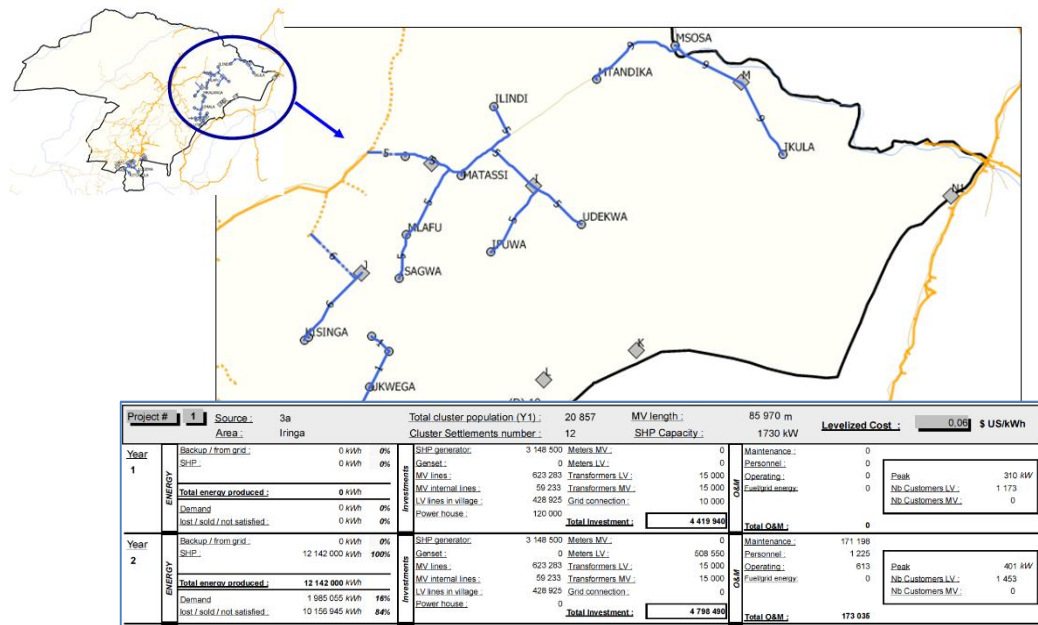 MSOSA
M
MTANDIKA
ILINDI
IKULA
S
MATASSI
I
N1
UDEKWA
MLAFU
IFUWA
SAGWA
J
KISINGA
K
L
UKWEGA
Project # 1 Source : 3a Total cluster population (Y1) : 20 857 MV length : 85 970 m Levelized Cost : 0,06 $ US/kWh
Area : Iringa Cluster Settlements number : 12 SHP Capacity : 1730 kW
Year 1
ENERGY
Backup / from grid : 0 kWh 0%
SHP : 0 kWh 0%
Total energy produced : 0 kWh
Demand 0 kWh 0%
lost / sold / not satisfied : 0 kWh 0%
Investments
SHP generator: 3 148 500 Meters MV : 0
Genset : 0 Meters LV : 0
MV lines : 623 283 Transformers LV : 15 000
MV internal lines : 59 233 Transformers MV : 15 000
LV lines in village : 428 925 Grid connection : 10 000
Power house : 120 000
Total Investment : 4 419 940
O&M
Maintenance : 0
Personnel : 0
Operating : 0
Fuel/grid energy: 0
Total O&M : 0
Peak 310 kW
Nb Customers LV : 1 173
Nb Customers MV : 0
Year 2
ENERGY
Backup / from grid : 0 kWh 0%
SHP : 12 142 000 kWh 100%
Total energy produced : 12 142 000 kWh
Demand 1 985 055 kWh 16%
lost / sold / not satisfied : 10 156 945 kWh 84%
Investments
SHP generator: 3 148 500 Meters MV : 0
Genset : 0 Meters LV : 508 550
MV lines : 623 283 Transformers LV : 15 000
MV internal lines : 59 233 Transformers MV : 15 000
LV lines in village : 428 925 Grid connection : 0
Power house : 0
Total Investment : 4 798 490
O&M
Maintenance : 171 198
Personnel : 1 225
Operating : 613
Fuel/grid energy : 0
Total O&M : 173 035
Peak 401 kW
Nb Customers LV : 1 453
Nb Customers MV : 0